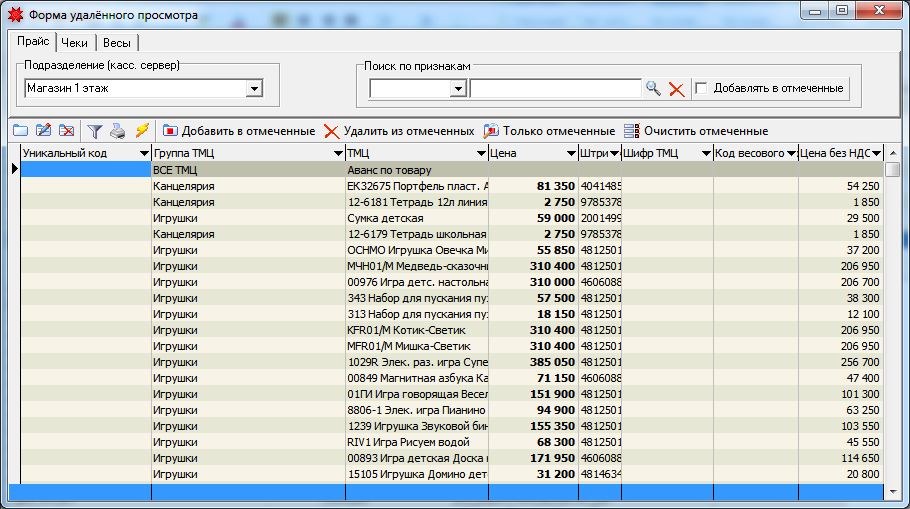 Форма удалённого просмотра
Прайс Чеки Весы
Подразделение (касс. сервер)
Магазин 1 этаж
Поиск по признакам
Добавлять в отмеченные
Добавить в отмеченные Удалить из отмеченных Только отмеченные Очистить отмеченные
Уникальный код Группа ТМЦ ТМЦ Цена Штри Шифр ТМЦ Код весового Цена без НДС
ВСЕ ТМЦ Аванс по товару
Канцелярия ЕК32675 Портфель пласт. А 81 350 4041485 54 250
Канцелярия 12-6181 Тетрадь 12л линия 2 750 9785378 1 850
Игрушки Сумка детская 59 000 2001499 29 500
Канцелярия 12-6179 Тетрадь школьная 2 750 9785378 1 850
Игрушки ОСНМО Игрушка Овечка Ми 55 850 4812501 37 200
Игрушки МЧН01/М Медведь-сказочни 310 400 4812501 206 950
Игрушки 00976 Игра детс. настольна 310 000 4606088 206 700
Игрушки 343 Набор для пускания пуз 57 500 4812501 38 300
Игрушки 313 Набор для пускания пуз 18 150 4812501 12 100
Игрушки KFR01/М Котик-Светик 310 400 4812501 206 950
Игрушки MFR01/М Мишка-Светик 310 400 4812501 206 950
Игрушки 1029R Элек. раз. игра Супе 385 050 4812501 256 700
Игрушки 00849 Магнитная азбука Ка 71 150 4606088 47 400
Игрушки 01ГИ Игра говорящая Весел 151 900 4812501 101 300
Игрушки 8806-1 Элек. игра Пианино 94 900 4812501 63 250
Игрушки 1239 Игрушка Звуковой бин 155 350 4812501 103 550
Игрушки RIV1 Игра Рисуем водой 68 300 4812501 45 550
Игрушки 00893 Игра детская Доска н 171 950 4606088 114 650
Игрушки 15105 Игрушка Домино дет 31 200 4814634 20 800